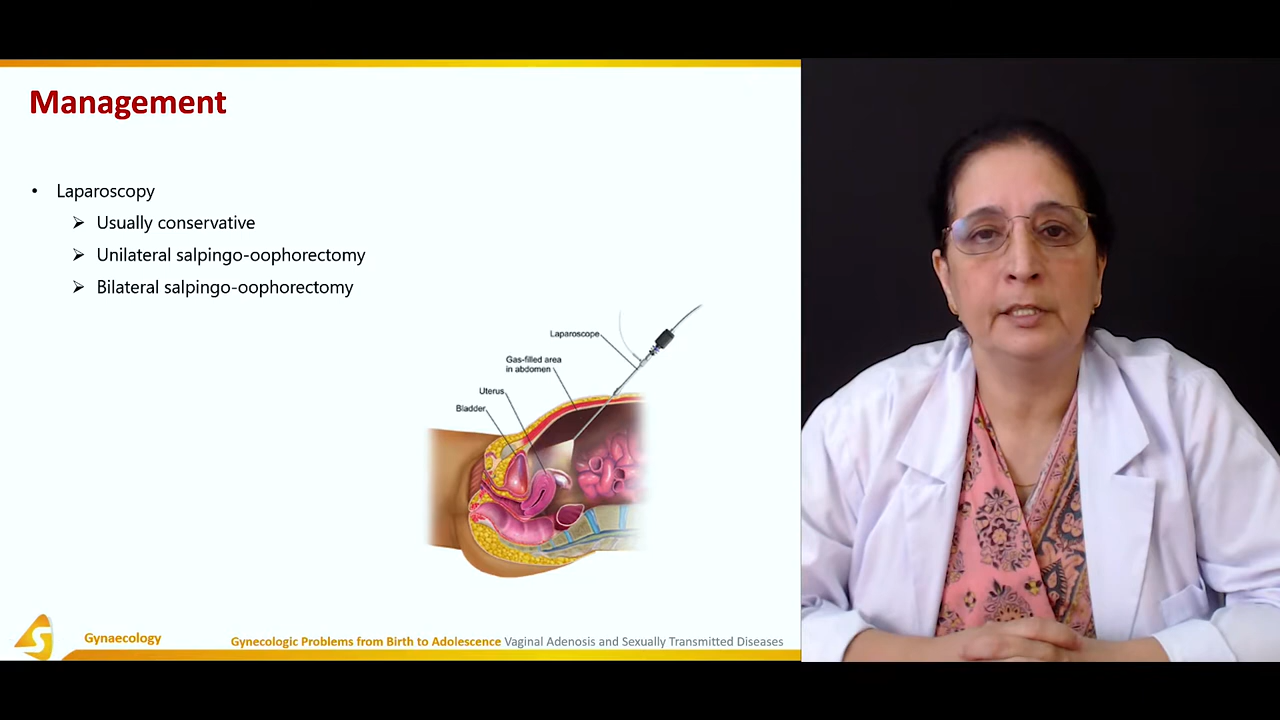 Management
• Laparoscopy
➢ Usually conservative
➢ Unilateral salpingo-oophorectomy
➢ Bilateral salpingo-oophorectomy
Laparoscope
Gas-filled area
in abdomen
Uterus
Bladder
Gynaecology
Gynecologic Problems from Birth to Adolescence Vaginal Adenosis and Sexually Transmitted Diseases